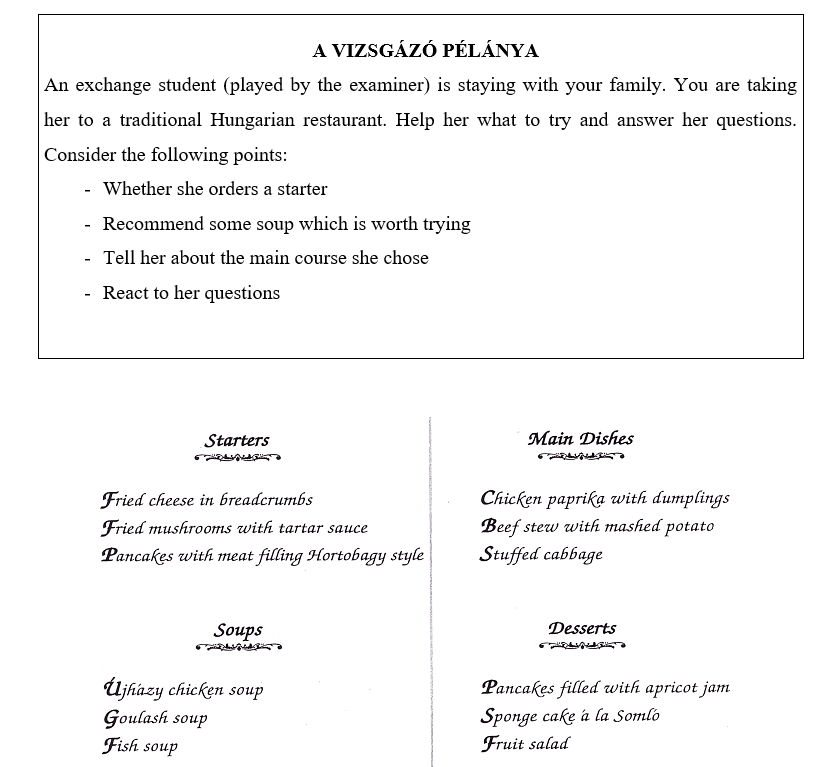 A VIZSGÁZÓ PÉLÁNYA
An exchange student (played by the examiner) is staying with your family. You are taking
her to a traditional Hungarian restaurant. Help her what to try and answer her questions.
Consider the following points:
- Whether she orders a starter
- Recommend some soup which is worth trying
- Tell her about the main course she chose
- React to her questions
Starters
Fried cheese in breadcrumbs
Fried mushrooms with tartar sauce
Pancakes with meat filling Hortobagy style
Soups
Újházy chicken soup
Goulash soup
Fish soup
Main Dishes
Chicken paprika with dumplings
Beef stew with mashed potato
Stuffed cabbage
Desserts
Pancakes filled with apricot jam
Sponge cake à la Somló
Fruit salad